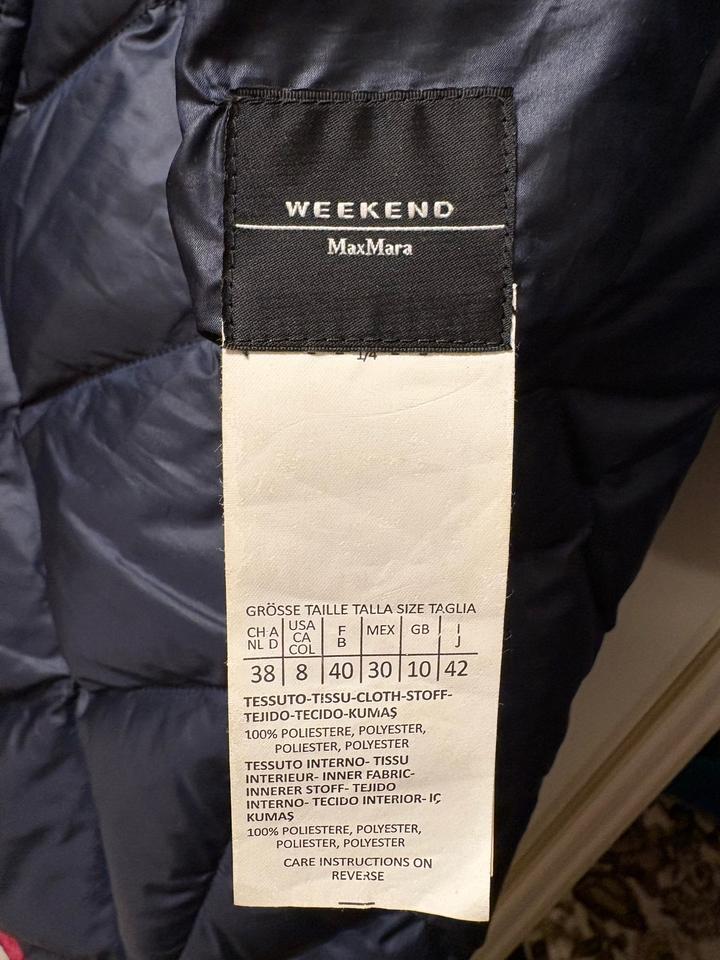 WEEKEND
MaxMara
1/4
GRÖSSE TAILLE TALLA SIZE TAGLIA
CH A NL D | USA CA COL | F B | MEX | GB | I J
38 | 8 | 40 | 30 | 10 | 42
TESSUTO-TISSU-CLOTH-STOFF-
TEJIDO-TECIDO-KUMAŞ
100% POLIESTERE, POLYESTER,
POLIESTER, POLYESTER
TESSUTO INTERNO- TISSU
INTERIEUR- INNER FABRIC-
INNERER STOFF- TEJIDO
INTERNO- TECIDO INTERIOR- IÇ
KUMAŞ
100% POLIESTERE, POLYESTER,
POLIESTER, POLYESTER
CARE INSTRUCTIONS ON
REVERSE